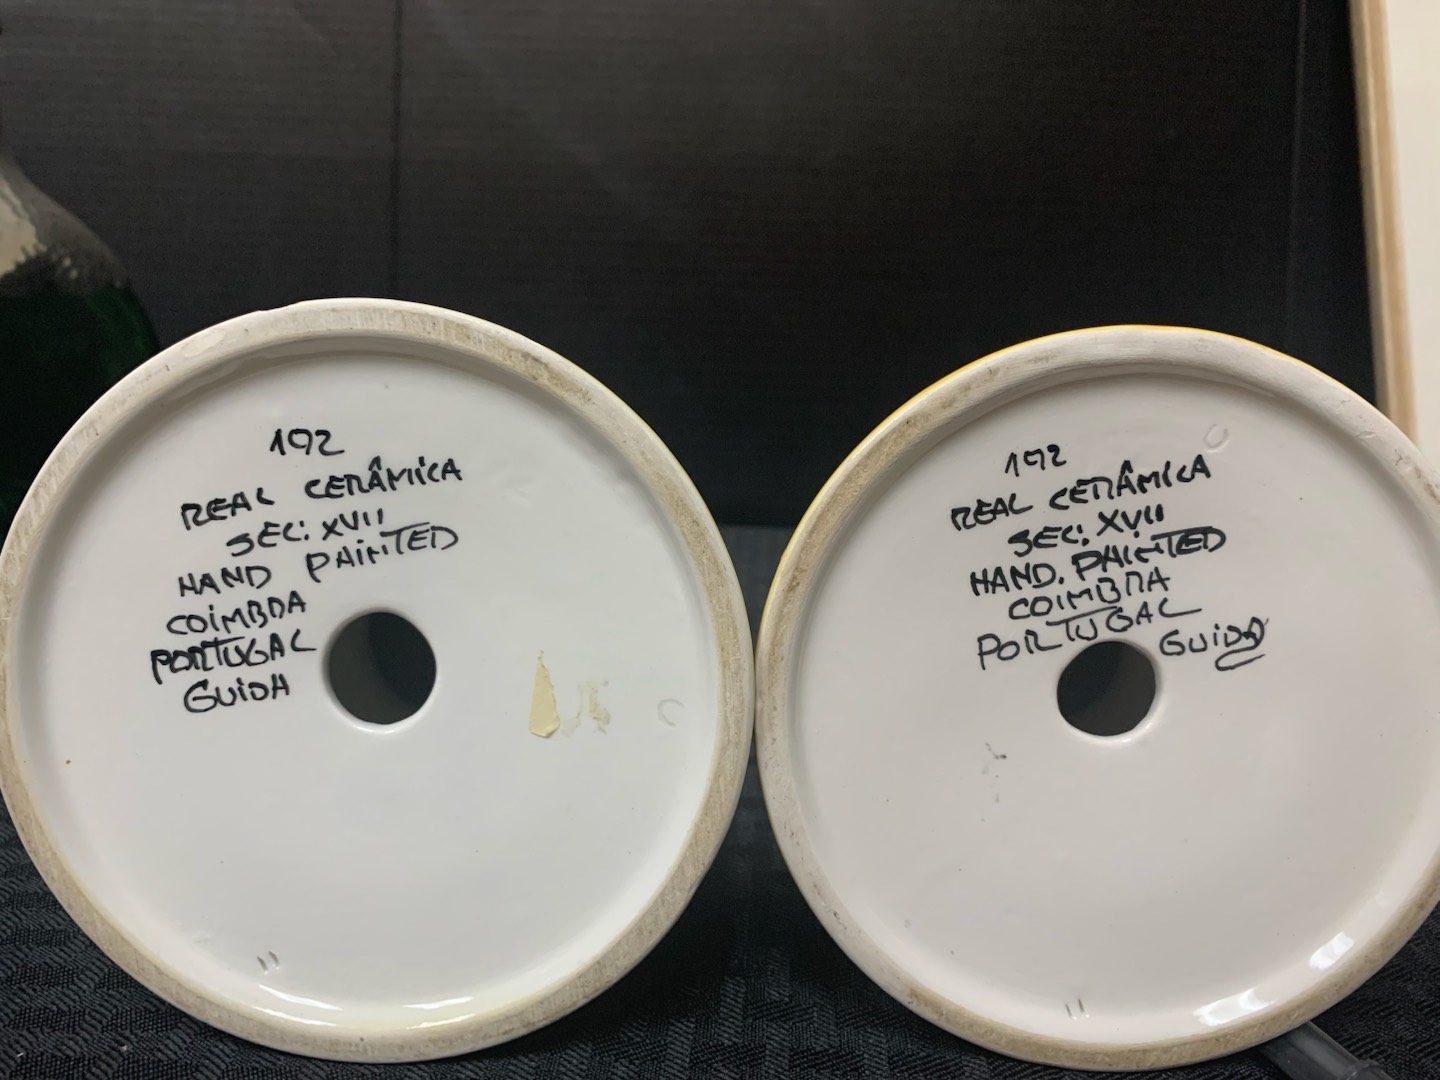 192
REAL CERÂMICA
SEC: XVII
HAND PAINTED
COIMBRA
PORTUGAL
GUIDA
192
REAL CERÂMICA
SEC: XVII
HAND. PAINTED
COIMBRA
PORTUGAL
GUIDA